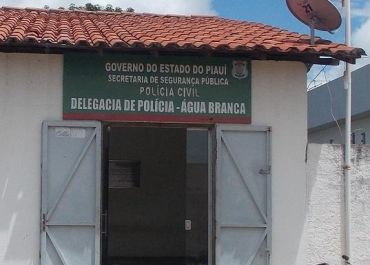 GOVERNO DO ESTADO DO PIAUÍ
SECRETARIA DE SEGURANÇA PÚBLICA
POLÍCIA CIVIL
DELEGACIA DE POLÍCIA - ÁGUA BRANCA